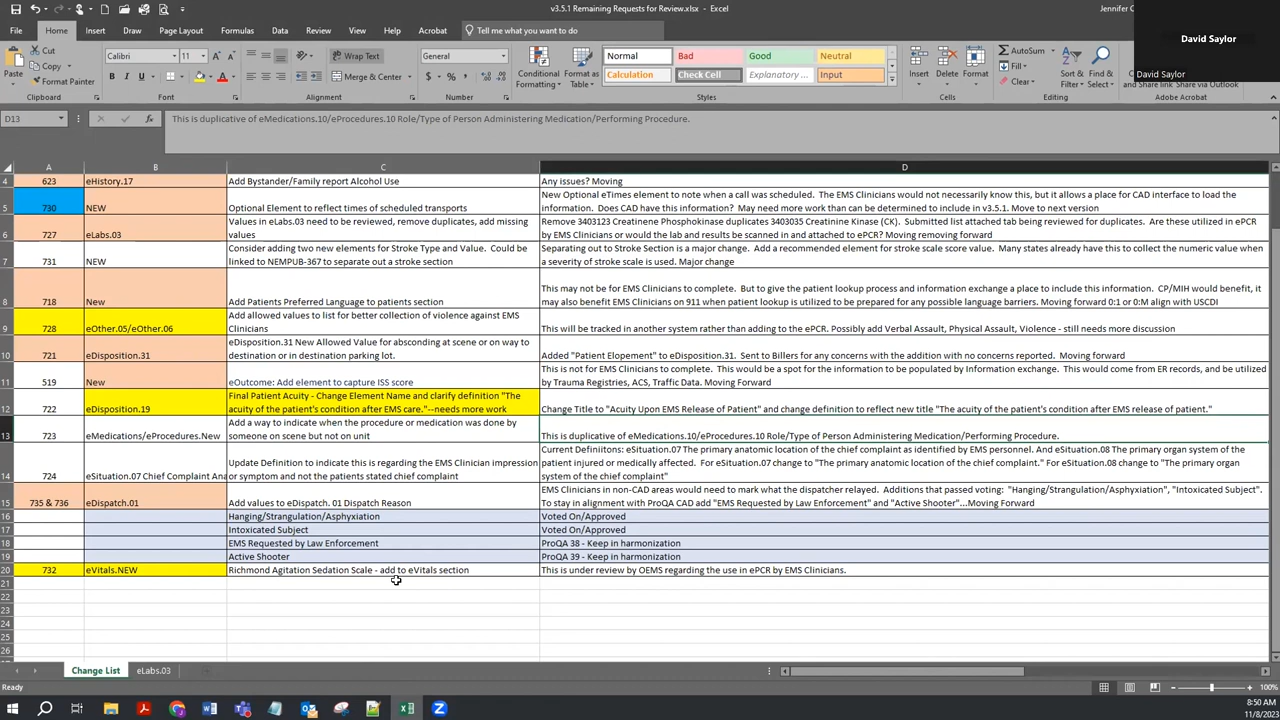 v3.5.1 Remaining Requests for Review.xlsx - Excel
Jennifer C
David Saylor
David Saylor
File Home Insert Draw Page Layout Formulas Data Review View Help Acrobat Tell me what you want to do
Paste Cut Copy Format Painter Clipboard
Calibri 11 B I U A A Font
Wrap Text Merge & Center Alignment
General $ % Number
Conditional Formatting Format as Table
Normal Bad Good Neutral
Calculation Check Cell Explanatory ... Input
Styles
Insert Delete Format Cells
AutoSum Fill Clear Sort & Filter Find & Select Editing
and Share link Share via Outlook
Adobe Acrobat
D13 fx This is duplicative of eMedications.10/eProcedures.10 Role/Type of Person Administering Medication/Performing Procedure.
A B C D
4 623 eHistory.17 Add Bystander/Family report Alcohol Use Any issues? Moving
5 730 NEW Optional Element to reflect times of scheduled transports
New Optional eTimes element to note when a call was scheduled. The EMS Clinicians would not necessarily know this, but it allows a place for CAD interface to load the
information. Does CAD have this information? May need more work than can be determined to include in v3.5.1. Move to next version
6 727 eLabs.03 Values in eLabs.03 need to be reviewed, remove duplicates, add missing
values
Remove 3403123 Creatinene Phosphokinase duplicates 3403035 Creatinine Kinase (CK). Submitted list attached tab being reviewed for duplicates. Are these utilized in ePCR
by EMS Clinicians or would the lab and results be scanned in and attached to ePCR? Moving removing forward
7 731 NEW Consider adding two new elements for Stroke Type and Value. Could be
linked to NEMPUB-367 to separate out a stroke section
Separating out to Stroke Section is a major change. Add a recommended element for stroke scale score value. Many states already have this to collect the numeric value when
a severity of stroke scale is used. Major change
8 718 New Add Patients Preferred Language to patients section
This may not be for EMS Clinicians to complete. But to give the patient lookup process and information exchange a place to include this information. CP/MIH would benefit, it
may also benefit EMS Clinicians on 911 when patient lookup is utilized to be prepared for any possible language barriers. Moving forward 0:1 or 0:M align with USCDI
9 728 eOther.05/eOther.06 Add allowed values to list for better collection of violence against EMS
Clinicians
This will be tracked in another system rather than adding to the ePCR. Possibly add Verbal Assault, Physical Assault, Violence - still needs more discussion
10 721 eDisposition.31 eDisposition.31 New Allowed Value for absconding at scene or on way to
destination or in destination parking lot.
Added "Patient Elopement" to eDisposition.31. Sent to Billers for any concerns with the addition with no concerns reported. Moving forward
11 519 New eOutcome: Add element to capture ISS score
This is not for EMS Clinicians to complete. This would be a spot for the information to be populated by Information exchange. This would come from ER records, and be utilized
by Trauma Registries, ACS, Traffic Data. Moving Forward
12 722 eDisposition.19 Final Patient Acuity - Change Element Name and clarify definition "The
acuity of the patient's condition after EMS care."--needs more work
Change Title to "Acuity Upon EMS Release of Patient" and change definition to reflect new title "The acuity of the patient's condition after EMS release of patient."
13 723 eMedications/eProcedures.New Add a way to indicate when the procedure or medication was done by
someone on scene but not on unit
This is duplicative of eMedications.10/eProcedures.10 Role/Type of Person Administering Medication/Performing Procedure.
14 724 eSituation.07 Chief Complaint Ana Update Definition to indicate this is regarding the EMS Clinician impression
or symptom and not the patients stated chief complaint
Current Definiitons: eSituation.07 The primary anatomic location of the chief complaint as identified by EMS personnel. And eSituation.08 The primary organ system of the
patient injured or medically affected. For eSituation.07 change to "The primary anatomic location of the chief complaint." For eSituation.08 change to "The primary organ
system of the chief complaint"
15 735 & 736 eDispatch.01 Add values to eDispatch. 01 Dispatch Reason
EMS Clinicians in non-CAD areas would need to mark what the dispatcher relayed. Additions that passed voting: "Hanging/Strangulation/Asphyxiation", "Intoxicated Subject".
To stay in alignment with ProQA CAD add "EMS Requested by Law Enforcement" and "Active Shooter"...Moving Forward
16 Hanging/Strangulation/Asphyxiation Voted On/Approved
17 Intoxicated Subject Voted On/Approved
18 EMS Requested by Law Enforcement ProQA 38 - Keep in harmonization
19 Active Shooter ProQA 39 - Keep in harmonization
20 732 eVitals.NEW Richmond Agitation Sedation Scale - add to eVitals section This is under review by OEMS regarding the use in ePCR by EMS Clinicians.
21
22
23
24
25
26
Change List eLabs.03
Ready 100%
8:50 AM
11/8/2023